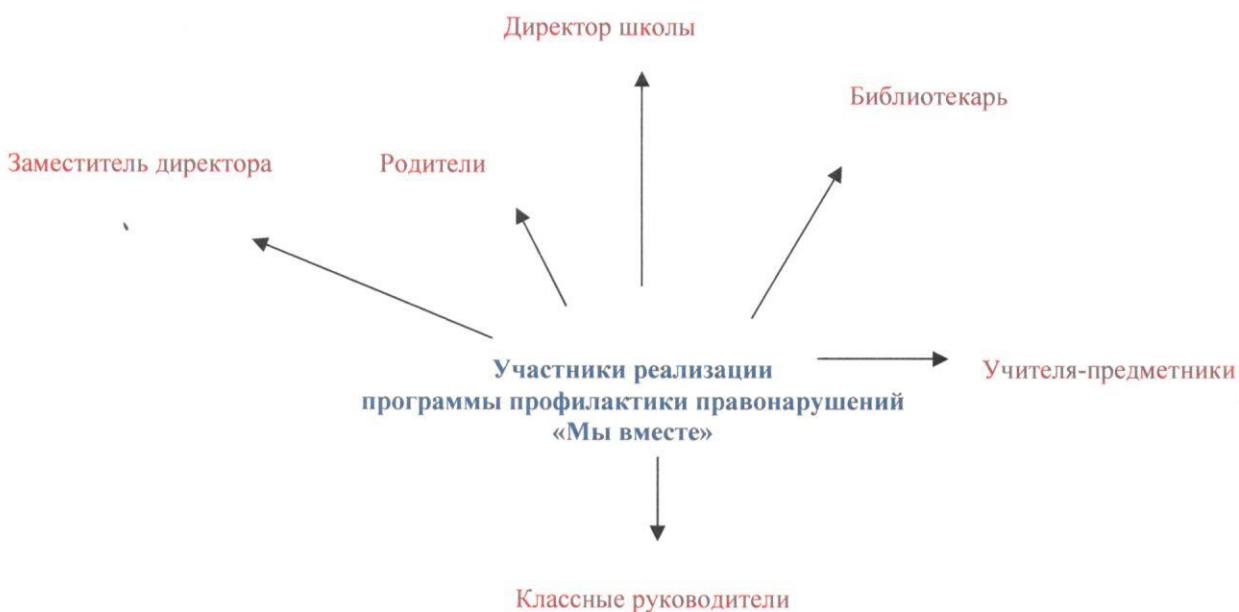 Директор школы
Библиотекарь
Заместитель директора
Родители
Участники реализации
программы профилактики правонарушений
«Мы вместе»
Учителя-предметники
Классные руководители